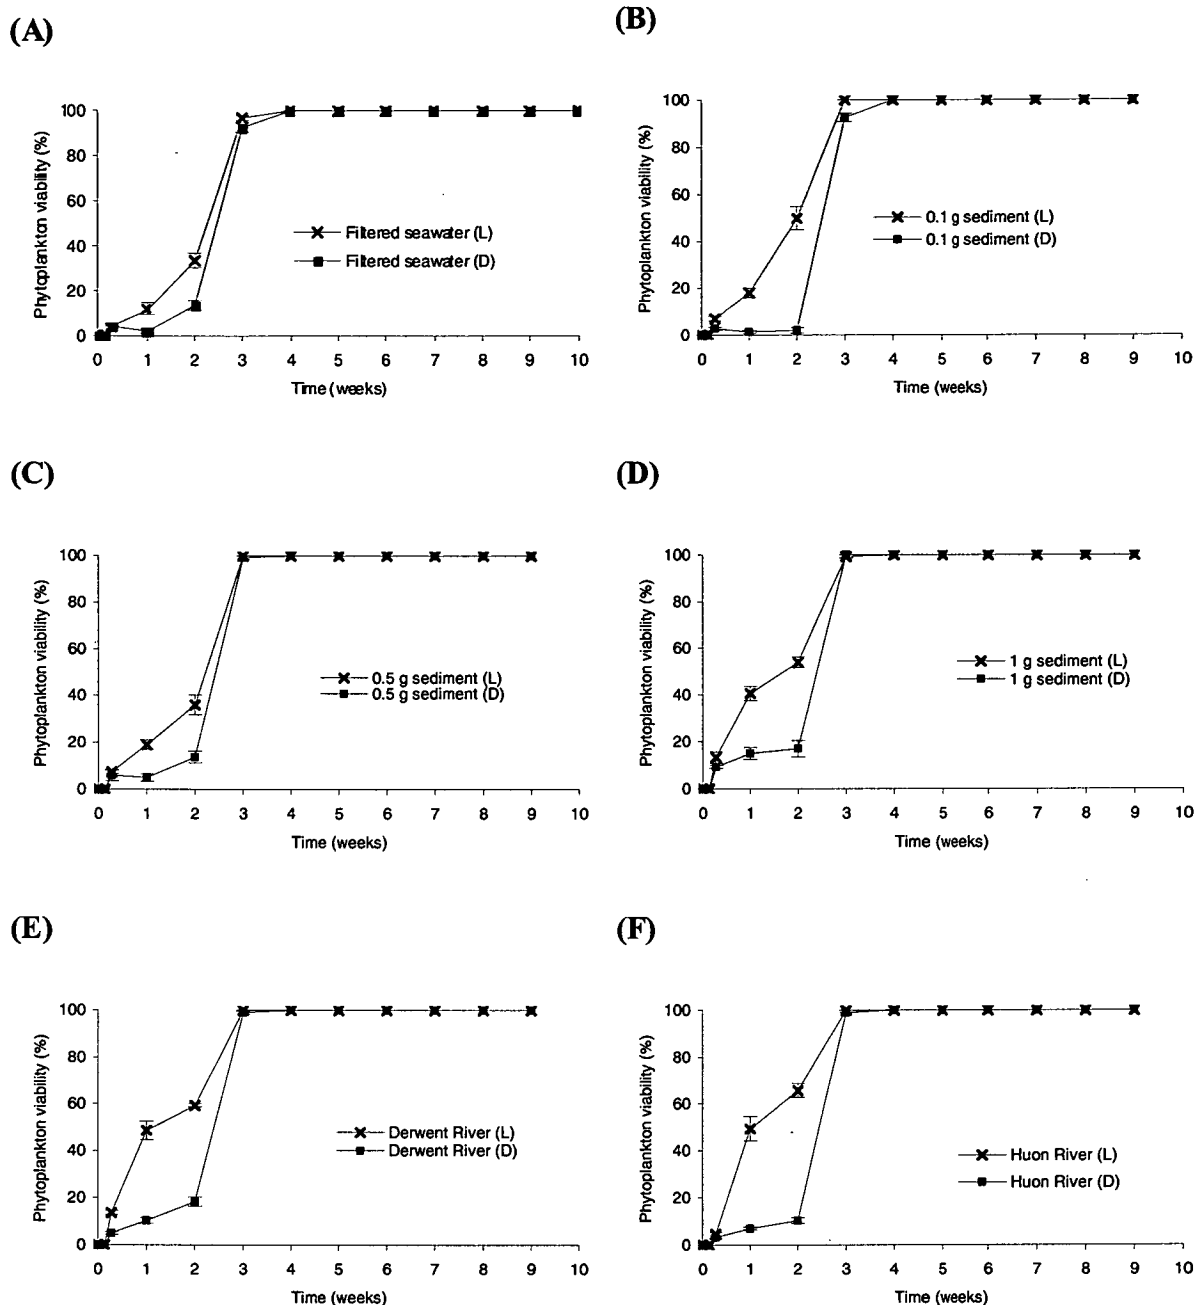 (A)
Phytoplankton viability (%)
100
80
60
40
20
0
Filtered seawater (L)
Filtered seawater (D)
0 1 2 3 4 5 6 7 8 9 10
Time (weeks)
(B)
Phytoplankton viability (%)
100
80
60
40
20
0
0.1 g sediment (L)
0.1 g sediment (D)
0 1 2 3 4 5 6 7 8 9 10
Time (weeks)
(C)
Phytoplankton viability (%)
100
80
60
40
20
0
0.5 g sediment (L)
0.5 g sediment (D)
0 1 2 3 4 5 6 7 8 9 10
Time (weeks)
(D)
Phytoplankton viability (%)
100
80
60
40
20
0
1 g sediment (L)
1 g sediment (D)
0 1 2 3 4 5 6 7 8 9 10
Time (weeks)
(E)
Phytoplankton viability (%)
100
80
60
40
20
0
Derwent River (L)
Derwent River (D)
0 1 2 3 4 5 6 7 8 9 10
Time (weeks)
(F)
Phytoplankton viability (%)
100
80
60
40
20
0
Huon River (L)
Huon River (D)
0 1 2 3 4 5 6 7 8 9 10
Time (weeks)